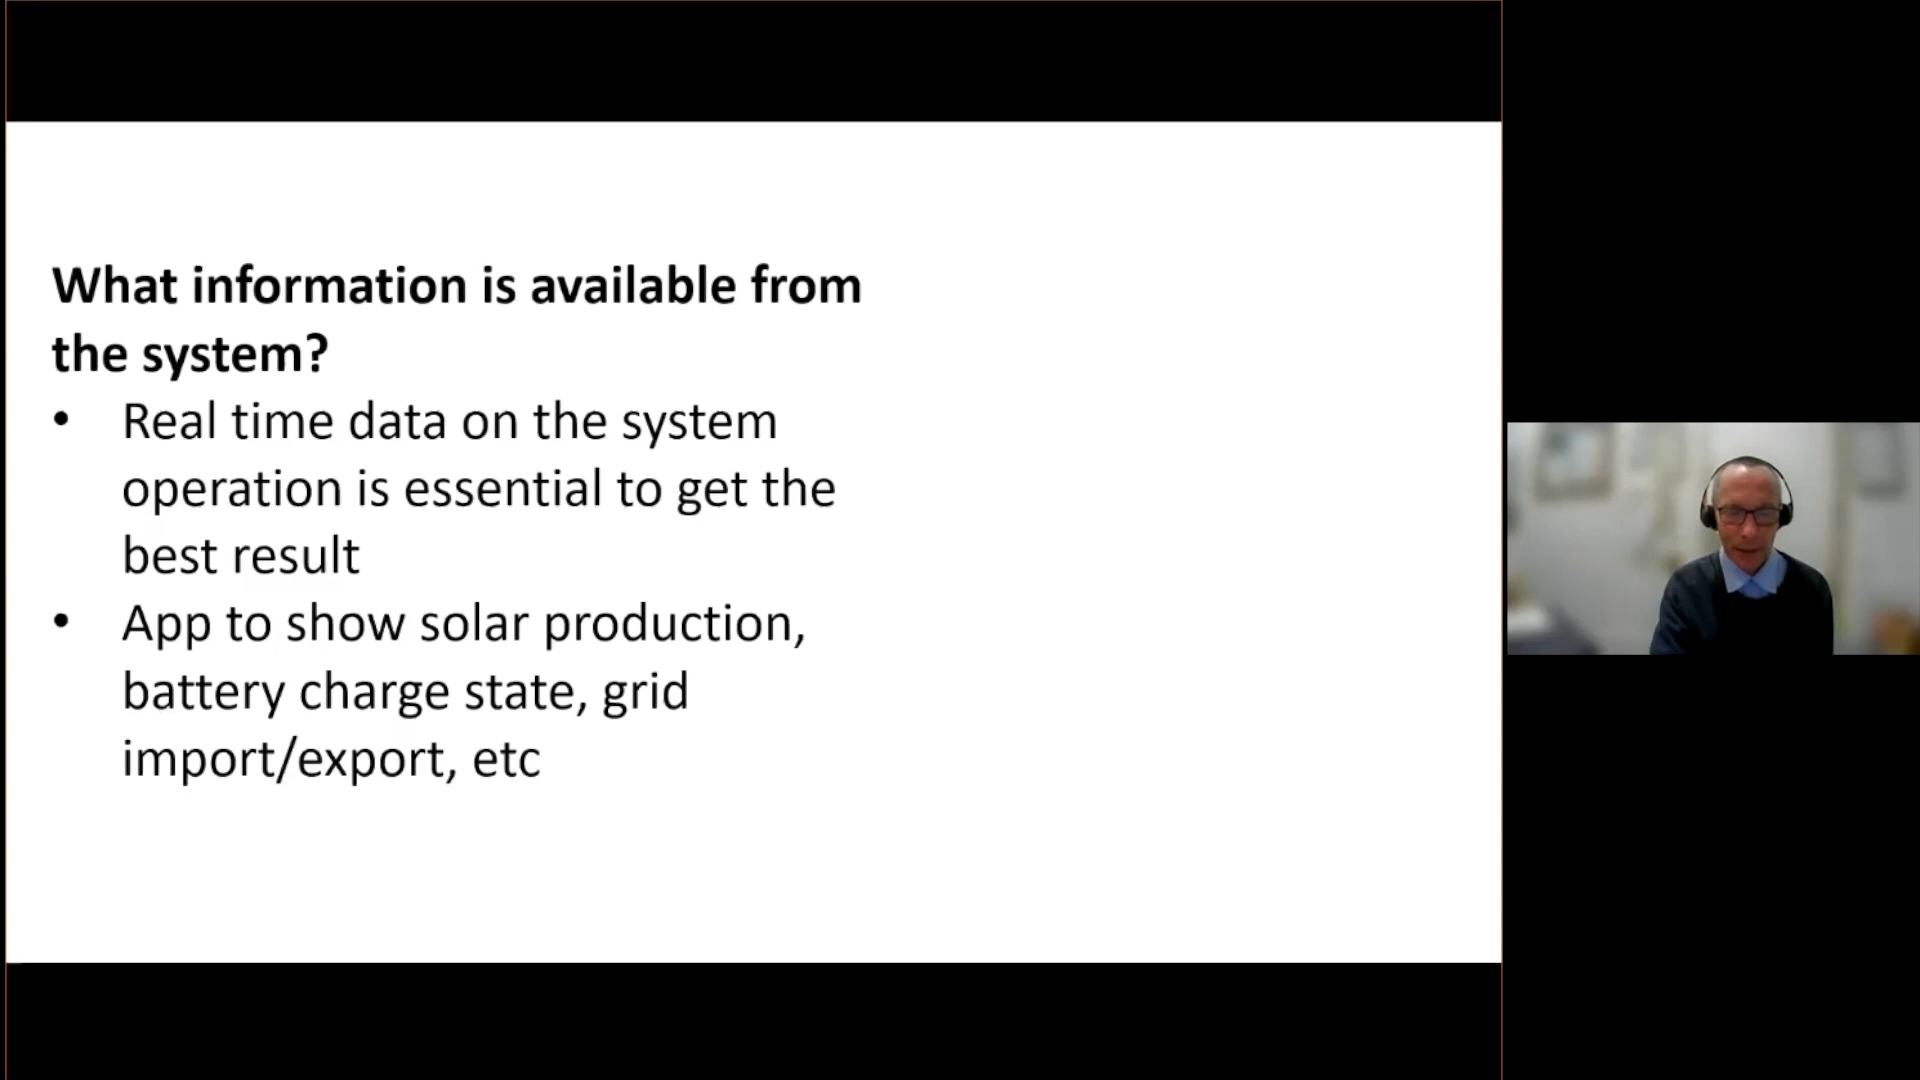 What information is available from
the system?
• Real time data on the system
operation is essential to get the
best result
• App to show solar production,
battery charge state, grid
import/export, etc